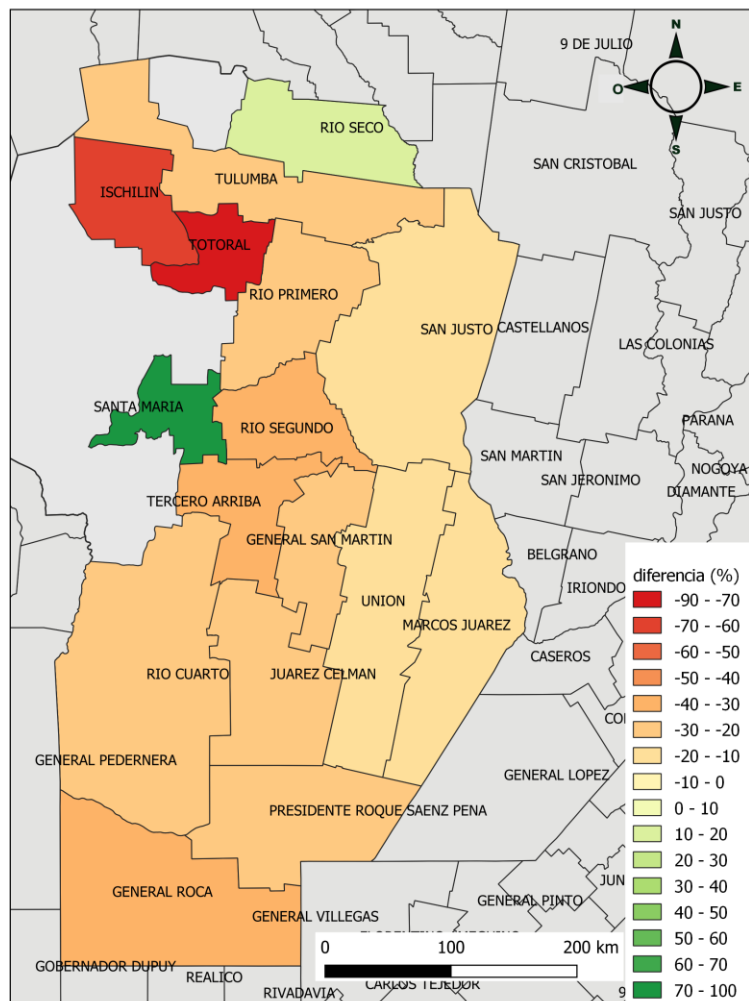 N
9 DE JULIO
O
E
S
RIO SECO
SAN CRISTOBAL
ISCHILIN
TULUMBA
SAN JUSTO
TOTORAL
RIO PRIMERO
SAN JUSTO
CASTELLANOS
LAS COLONIAS
SANTA MARIA
RIO SEGUNDO
PARANA
SAN MARTIN
NOGOYA
SAN JERONIMO
DIAMANTE
TERCERO ARRIBA
GENERAL SAN MARTIN
BELGRANO
IRIONDO
UNION
MARCOS JUAREZ
CASEROS
RIO CUARTO
JUAREZ CELMAN
GENERAL PEDERNERA
GENERAL LOPEZ
PRESIDENTE ROQUE SAENZ PENA
GENERAL ROCA
GENERAL PINTO
GENERAL VILLEGAS
GOBERNADOR DUPUY
REALICO
RIVADAVIA
CARLOS TEJEDOR
diferencia (%)
-90 - -70
-70 - -60
-60 - -50
-50 - -40
-40 - -30
-30 - -20
-20 - -10
-10 - 0
0 - 10
10 - 20
20 - 30
30 - 40
40 - 50
50 - 60
60 - 70
70 - 100
0 100 200 km